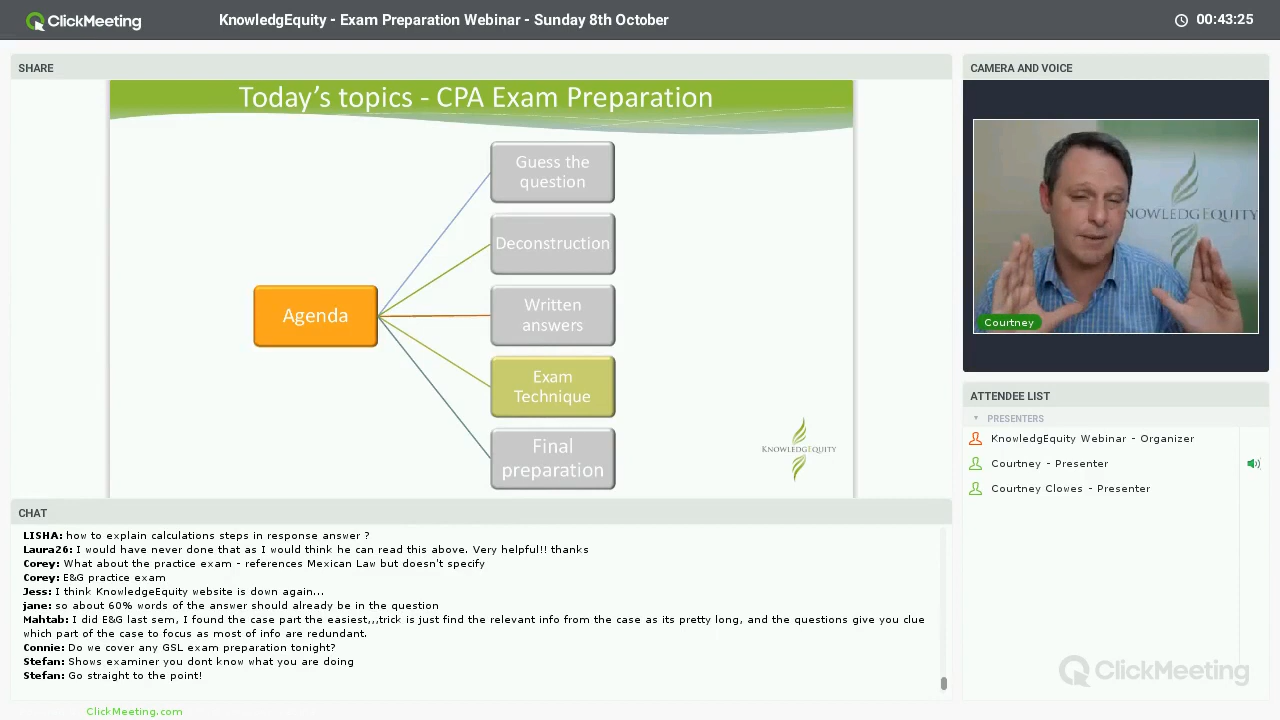 ClickMeeting
KnowledgEquity - Exam Preparation Webinar - Sunday 8th October
00:43:25
SHARE
Today's topics - CPA Exam Preparation
Guess the
question
Deconstruction
Agenda
Written
answers
Exam
Technique
Final
preparation
KNOWLEDGEQUITY
CAMERA AND VOICE
KNOWLEDGEQUITY
Courtney
ATTENDEE LIST
PRESENTERS
KnowledgEquity Webinar - Organizer
Courtney - Presenter
Courtney Clowes - Presenter
CHAT
LISHA: how to explain calculations steps in response answer ?
Laura26: I would have never done that as I would think he can read this above. Very helpful!! thanks
Corey: What about the practice exam - references Mexican Law but doesn't specify
Corey: E&G practice exam
Jess: I think KnowledgeEquity website is down again...
jane: so about 60% words of the answer should already be in the question
Mahtab: I did E&G last sem, I found the case part the easiest,,,trick is just find the relevant info from the case as its pretty long, and the questions give you clue
which part of the case to focus as most of info are redundant.
Connie: Do we cover any GSL exam preparation tonight?
Stefan: Shows examiner you dont know what you are doing
Stefan: Go straight to the point!
ClickMeeting
ClickMeeting.com